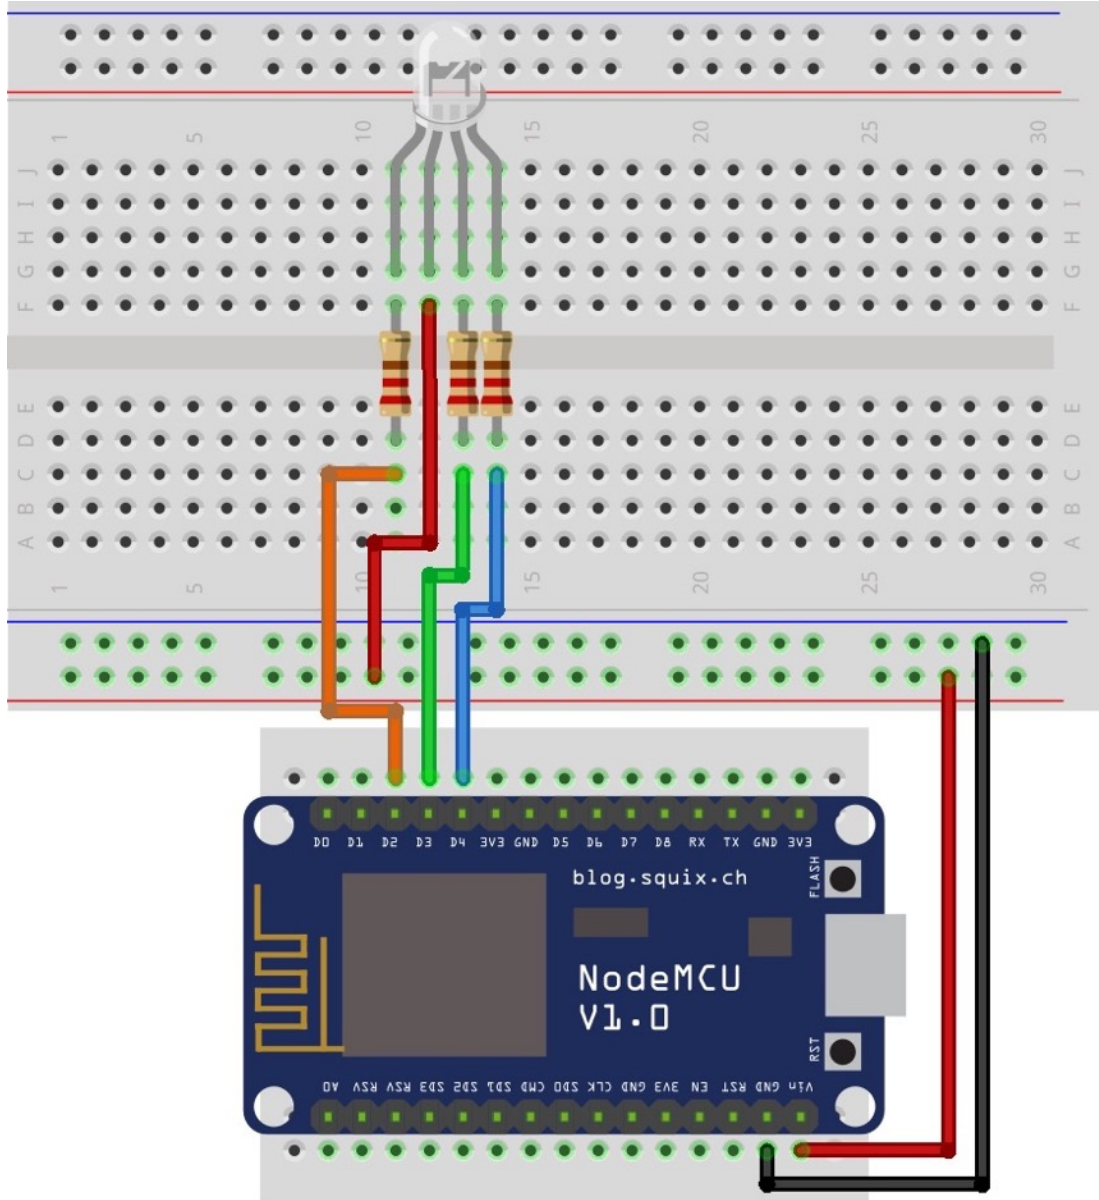 1 5 10 15 20 25 30
J J
I I
H H
G G
F F
E E
D D
C C
B B
A A
1 5 10 15 20 25 30
D0 D1 D2 D3 D4 3V3 GND D5 D6 D7 D8 RX TX GND 3V3
blog.squix.ch
FLASH
NodeMCU
V1.0
RST
A0 RSV RSV SD3 SD2 SD1 CMD SD0 CLK GND 3V3 EN RST GND Vin